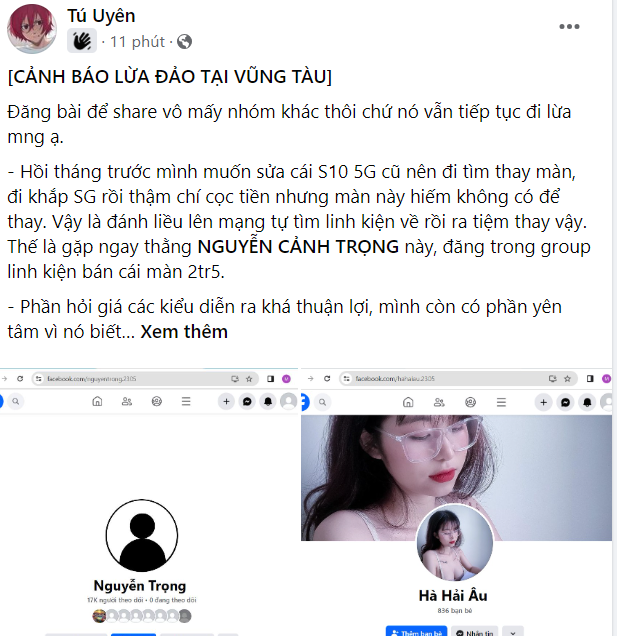 Tú Uyên
· 11 phút ·
[CẢNH BÁO LỪA ĐẢO TẠI VŨNG TÀU]
Đăng bài để share vô mấy nhóm khác thôi chứ nó vẫn tiếp tục đi lừa
mng ạ.
- Hồi tháng trước mình muốn sửa cái S10 5G cũ nên đi tìm thay màn,
đi khắp SG rồi thậm chí cọc tiền nhưng màn này hiếm không có để
thay. Vậy là đánh liều lên mạng tự tìm linh kiện về rồi ra tiệm thay vậy.
Thế là gặp ngay thằng NGUYỄN CẢNH TRỌNG này, đăng trong group
linh kiện bán cái màn 2tr5.
- Phần hỏi giá các kiểu diễn ra khá thuận lợi, mình còn có phần yên
tâm vì nó biết... Xem thêm
facebook.com/nguyentrong.2305
Nguyễn Trọng
17K người theo dõi • 0 đang theo dõi
facebook.com/hahaiau.2305
Hà Hải Âu
836 bạn bè
Thêm bạn bè
Nhắn tin